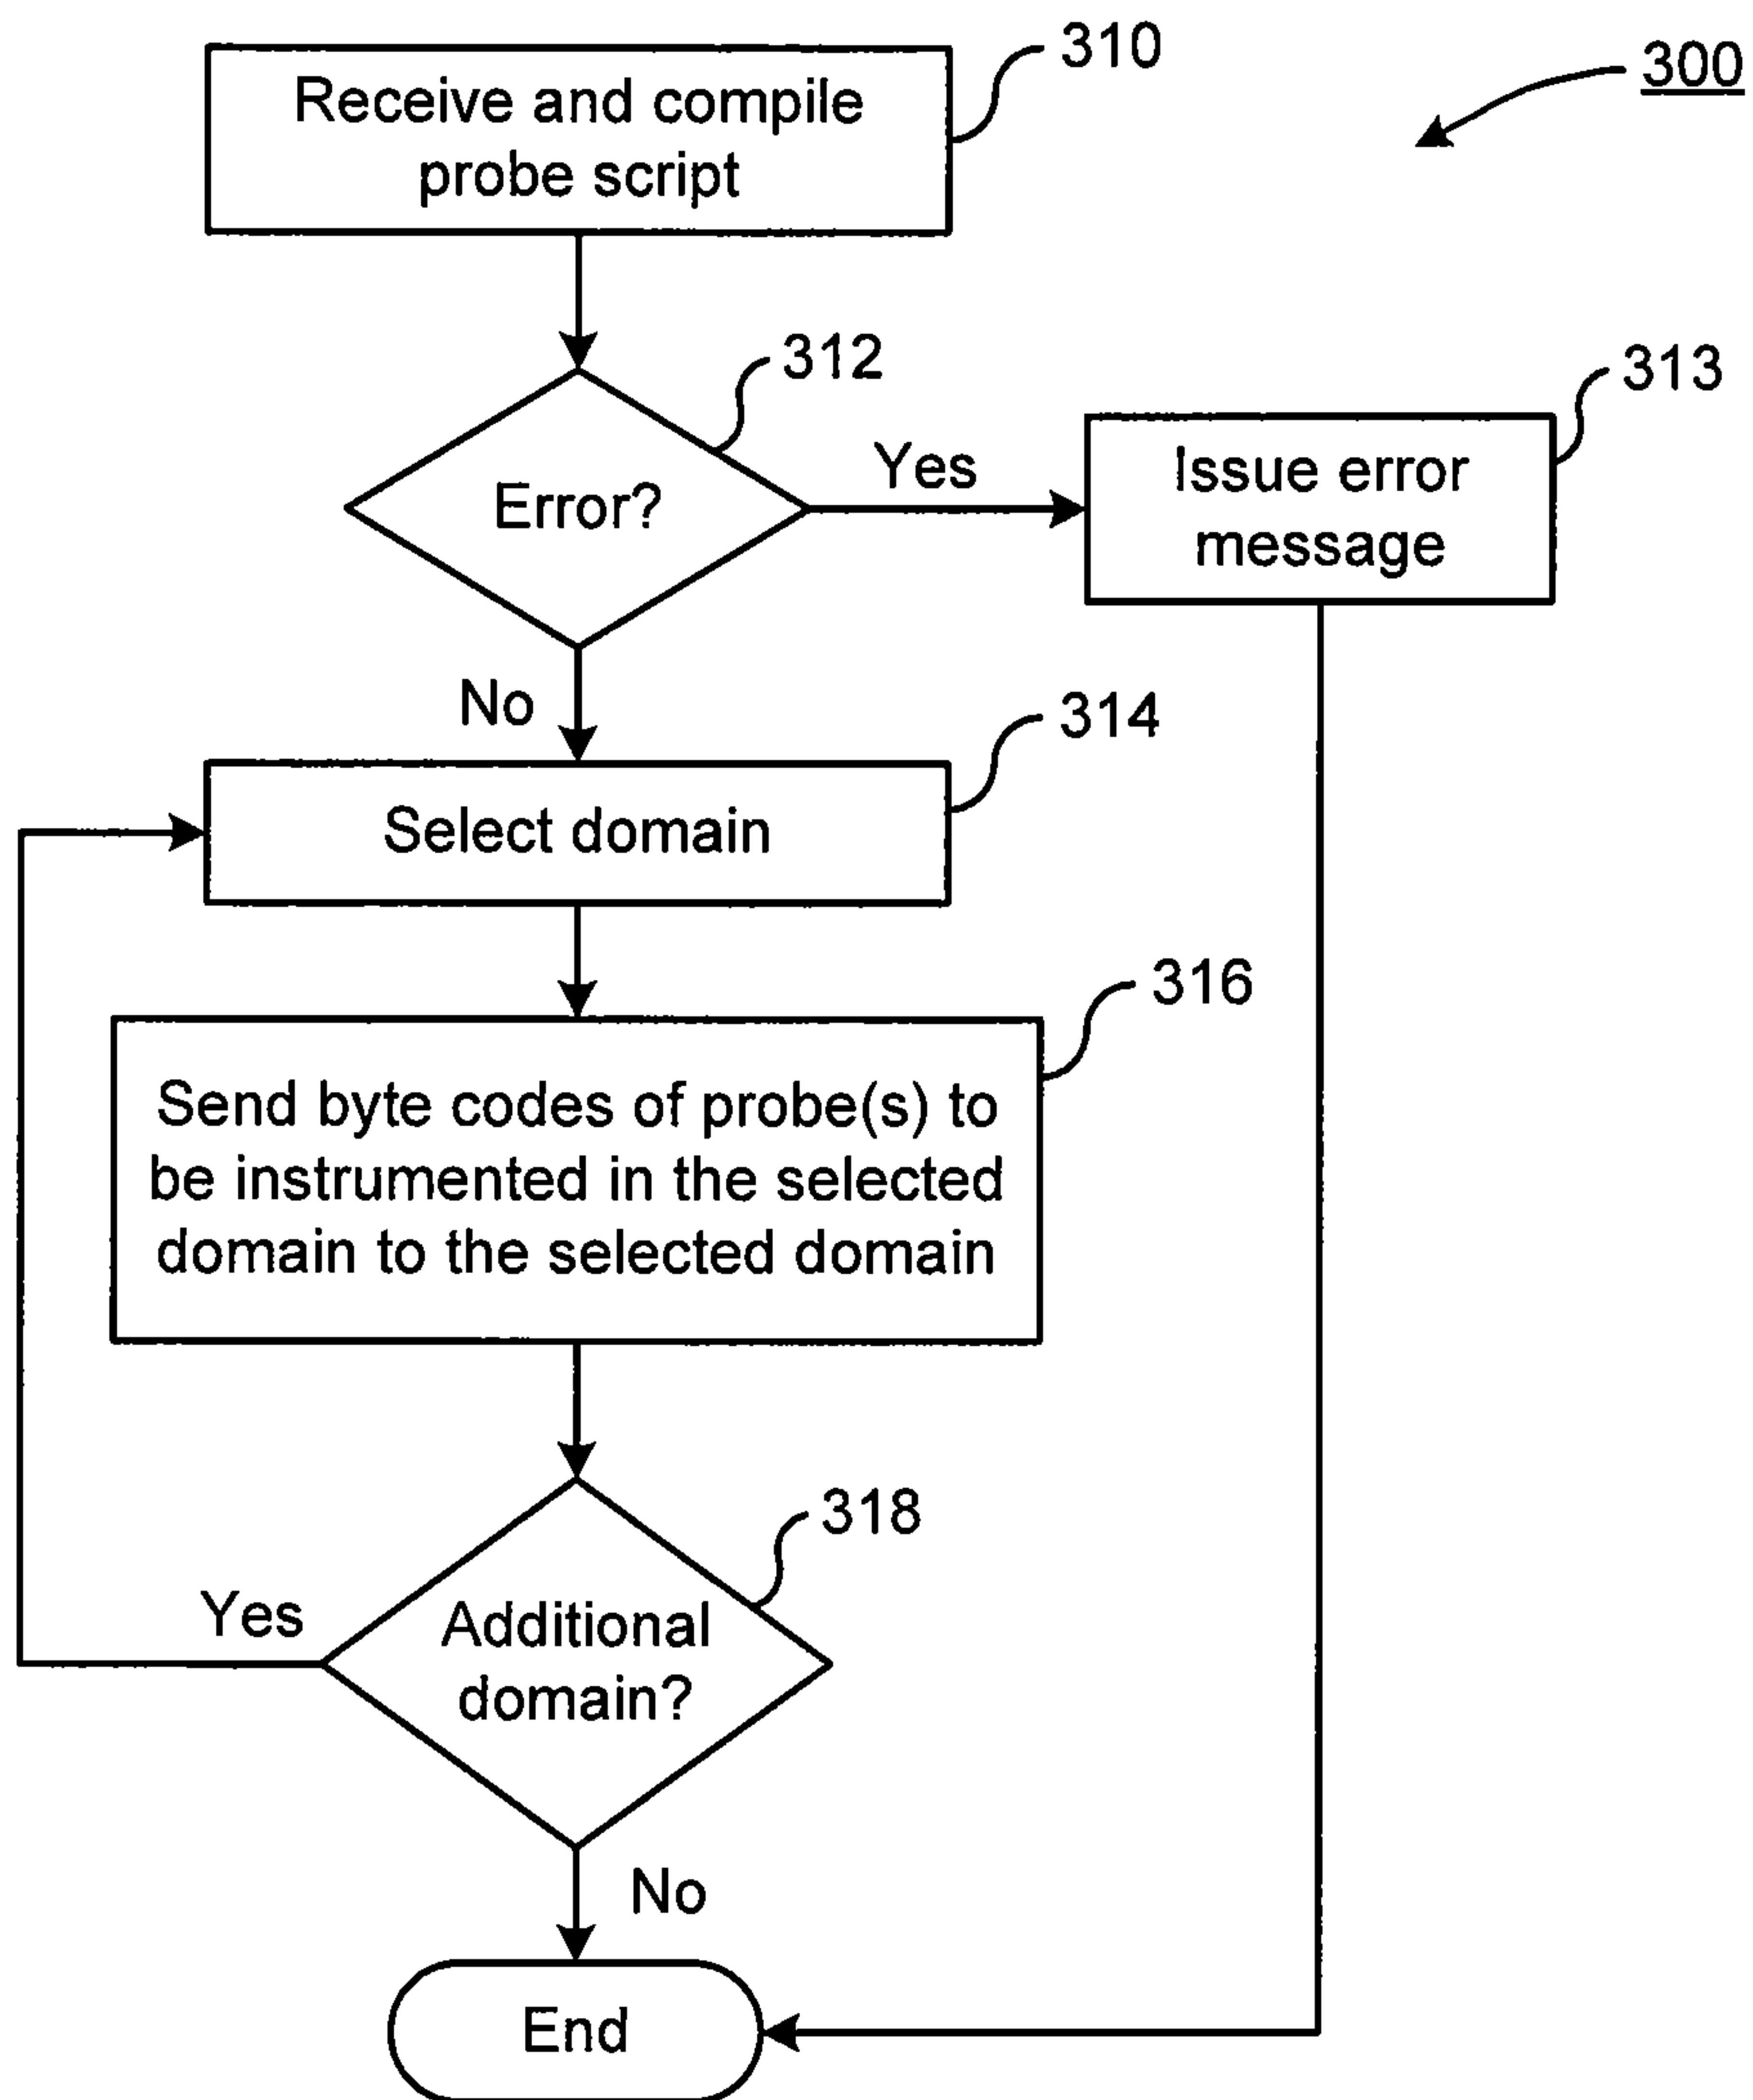 310
300
Receive and compile
probe script
312
313
Error?
Yes
Issue error
message
No
314
Select domain
316
Send byte codes of probe(s) to
be instrumented in the selected
domain to the selected domain
318
Yes
Additional
domain?
No
End